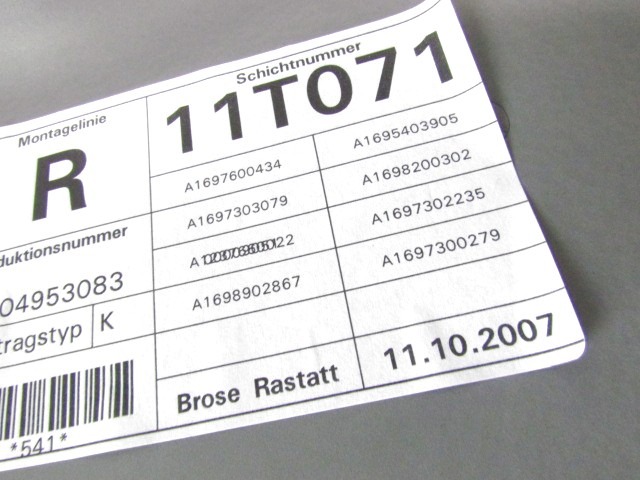 Montagelinie
R
duktionsnummer
04953083
tragstyp K
*541*
Schichtnummer
11T071
A1697600434 A1695403905
A1697303079 A1698200302
A1697302235
A1698902867 A1697300279
Brose Rastatt 11.10.2007